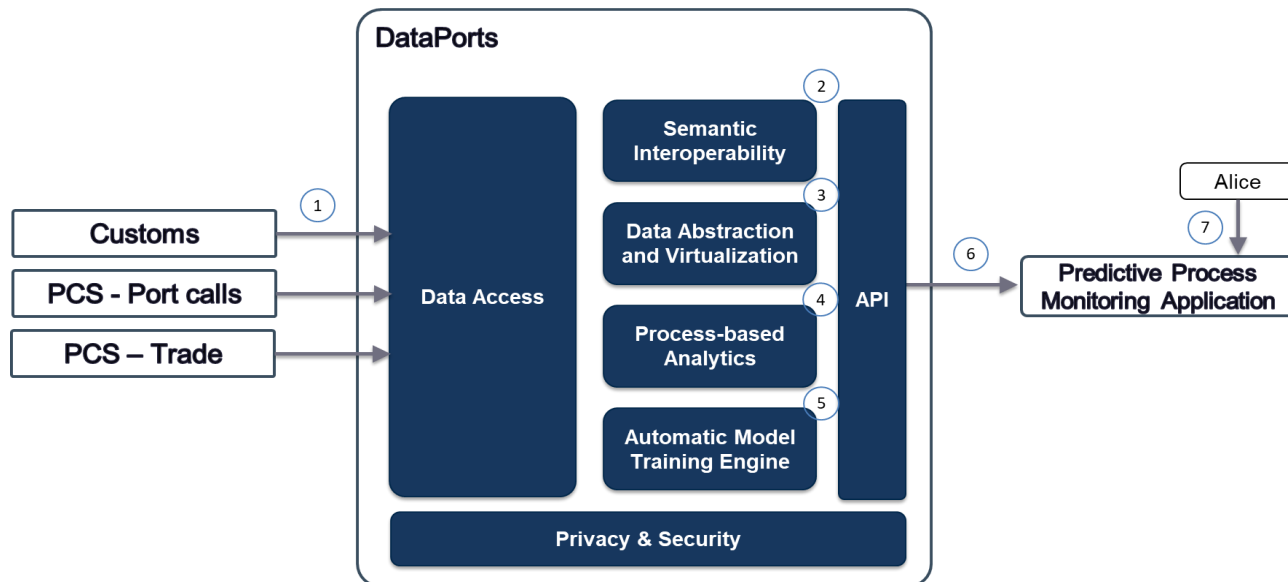 DataPorts
2
Semantic
Interoperability
1
3
Alice
Customs
Data Abstraction
and Virtualization
7
6
PCS - Port calls
Data Access
4
API
Predictive Process
Monitoring Application
PCS – Trade
Process-based
Analytics
5
Automatic Model
Training Engine
Privacy & Security